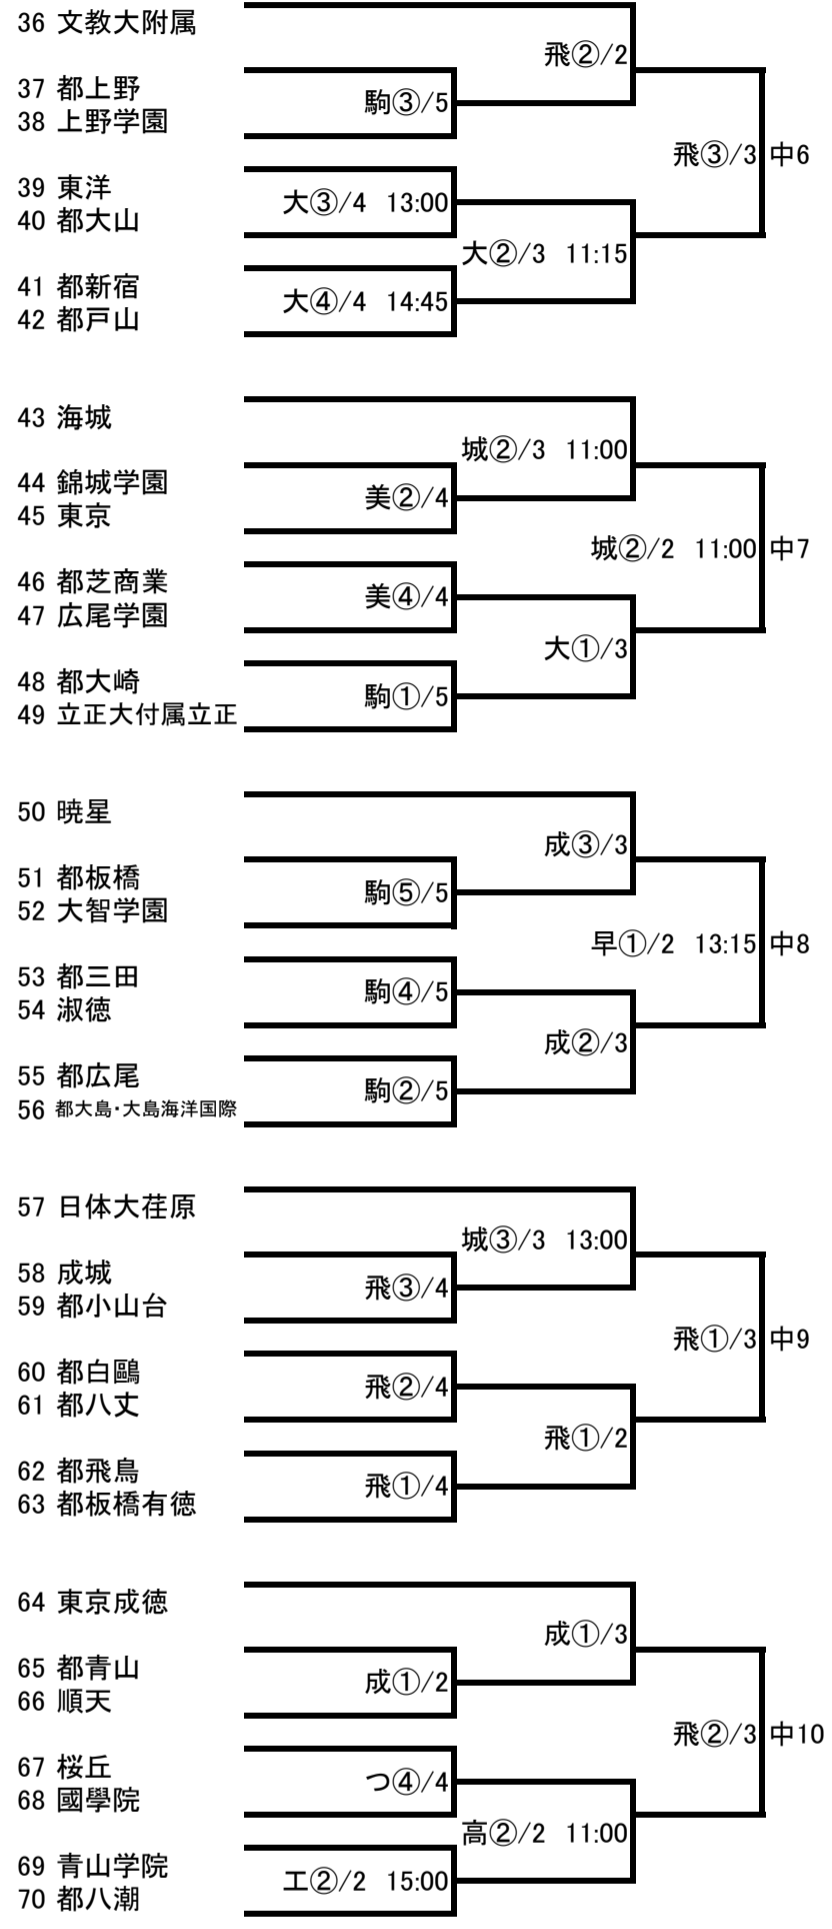 36 文教大附属
飛②/2
37 都上野
駒③/5
38 上野学園
飛③/3 中6
39 東洋
大③/4 13:00
40 都大山
大②/3 11:15
41 都新宿
大④/4 14:45
42 都戸山
43 海城
城②/3 11:00
44 錦城学園
美②/4
45 東京
城②/2 11:00 中7
46 都芝商業
美④/4
47 広尾学園
大①/3
48 都大崎
駒①/5
49 立正大付属立正
50 暁星
成③/3
51 都板橋
駒⑤/5
52 大智学園
早①/2 13:15 中8
53 都三田
駒④/5
54 淑徳
成②/3
55 都広尾
駒②/5
56 都大島・大島海洋国際
57 日体大荏原
城③/3 13:00
58 成城
飛③/4
59 都小山台
飛①/3 中9
60 都白鷗
飛②/4
61 都八丈
飛①/2
62 都飛鳥
飛①/4
63 都板橋有徳
64 東京成徳
成①/3
65 都青山
成①/2
66 順天
飛②/3 中10
67 桜丘
つ④/4
68 國學院
高②/2 11:00
69 青山学院
工②/2 15:00
70 都八潮